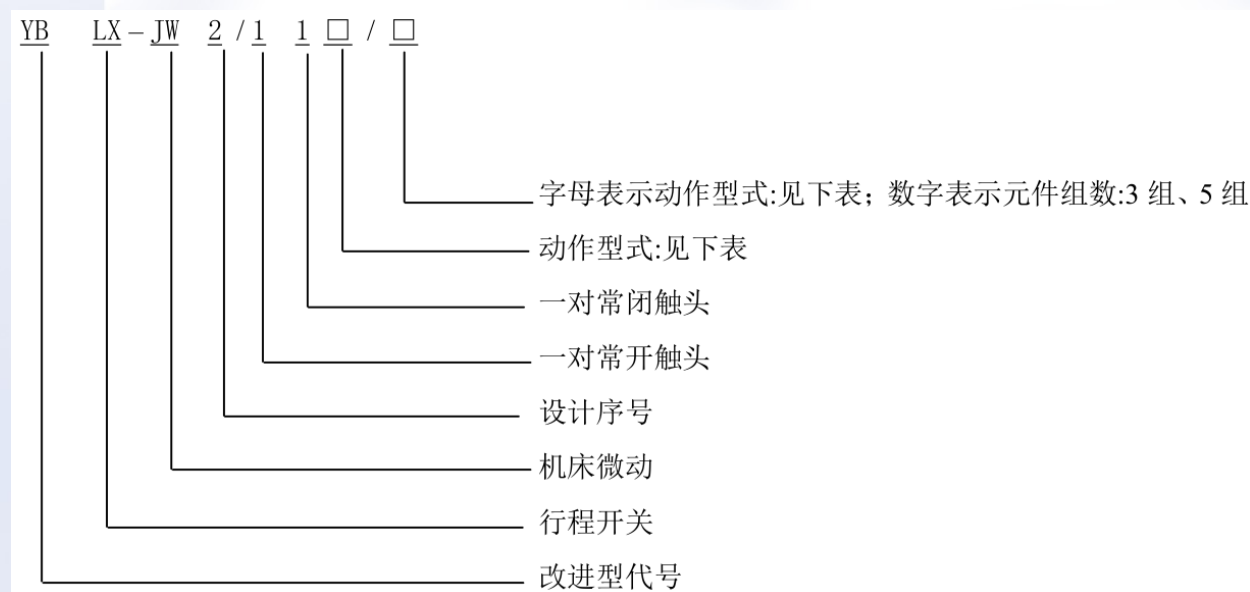 YB LX-JW 2/1 1 □ / □
字母表示动作型式:见下表；数字表示元件组数:3 组、5 组
动作型式:见下表
一对常闭触头
一对常开触头
设计序号
机床微动
行程开关
改进型代号